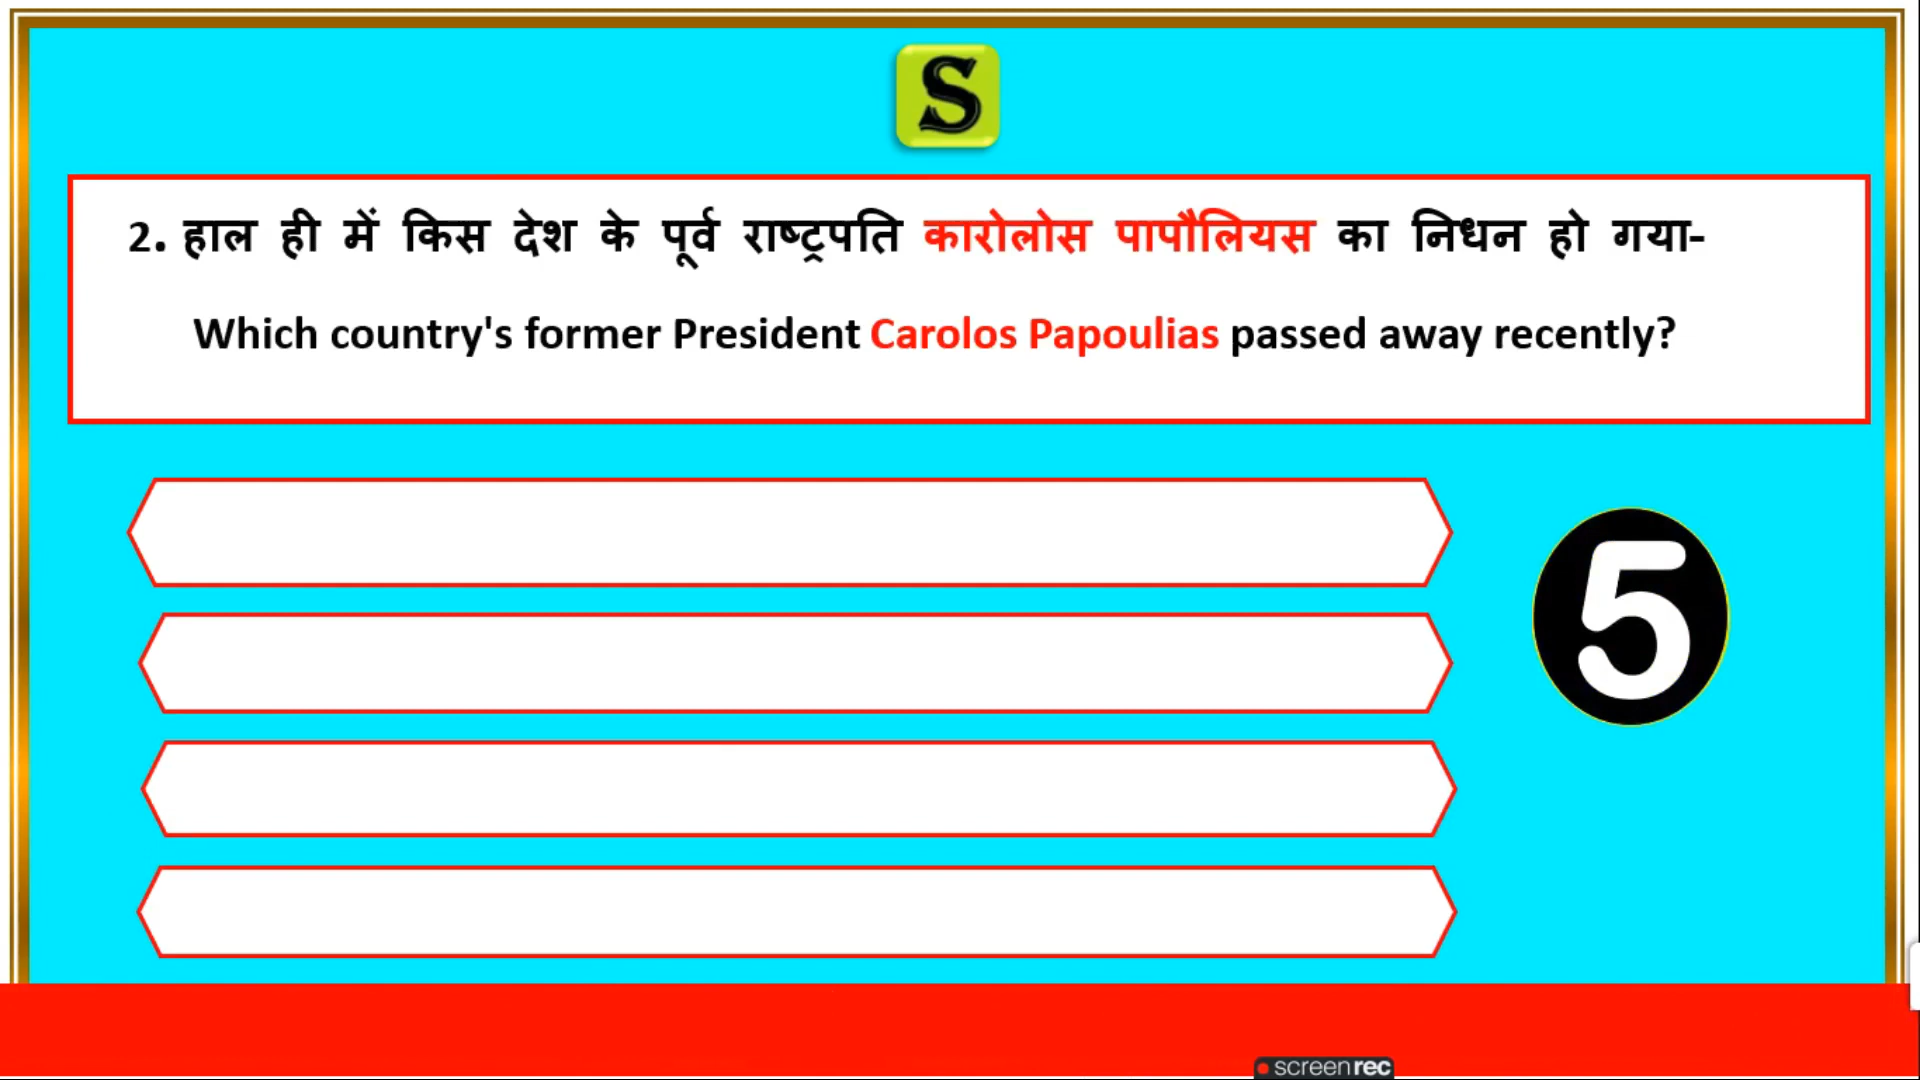 S
2. हाल ही में किस देश के पूर्व राष्ट्रपति कारोलोस पापौलियस का निधन हो गया-
Which country's former President Carolos Papoulias passed away recently?
5
screenrec